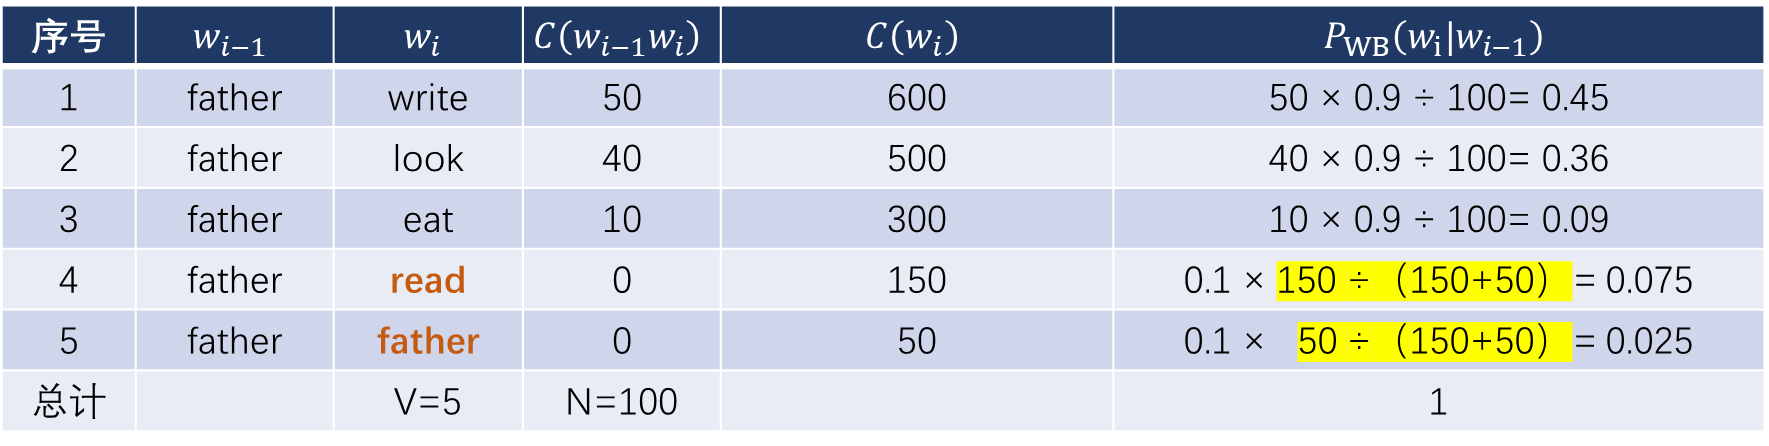 序号 w_{i−1} w_i C(w_{i−1}w_i) C(w_i) P_{WB}(w_i|w_{i−1})
1 father write 50 600 50 × 0.9 ÷ 100= 0.45
2 father look 40 500 40 × 0.9 ÷ 100= 0.36
3 father eat 10 300 10 × 0.9 ÷ 100= 0.09
4 father read 0 150 0.1 × 150 ÷（150+50）= 0.075
5 father father 0 50 0.1 × 50 ÷（150+50）= 0.025
总计 V=5 N=100 1